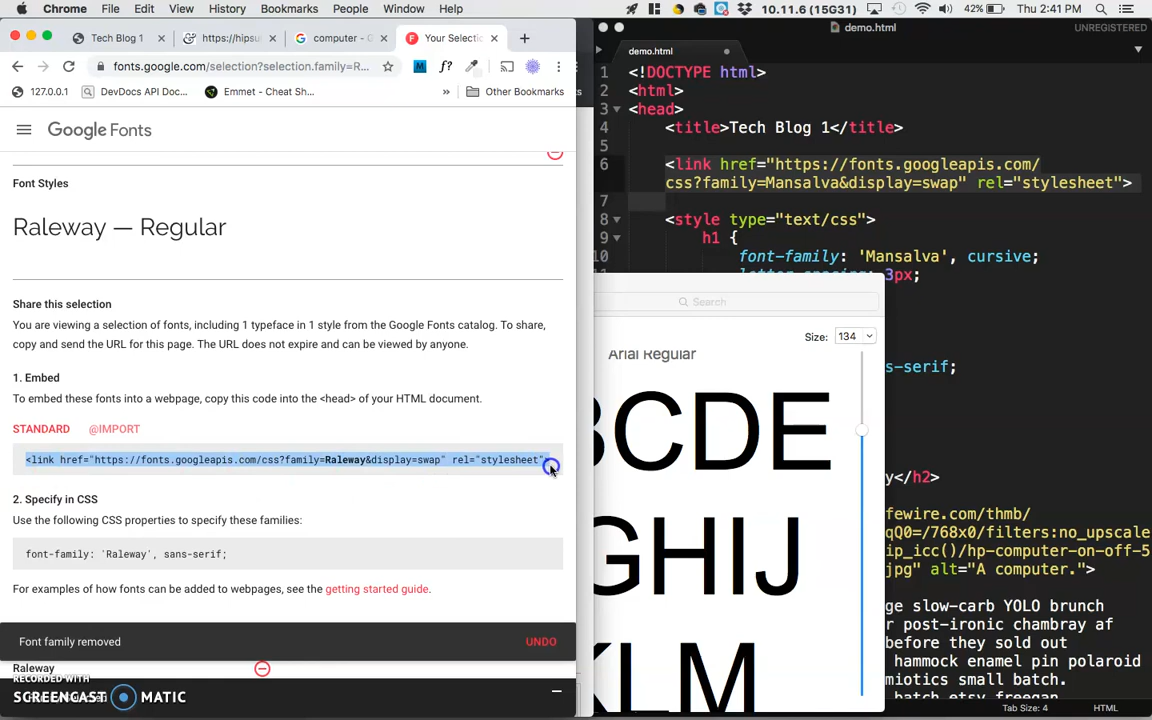 Chrome File Edit View History Bookmarks People Window Help
10.11.6 (15G31) 42% Thu 2:41 PM
Tech Blog 1
https://hipsu
computer - G
Your Selectio
fonts.google.com/selection?selection.family=R...
f?
127.0.0.1
DevDocs API Doc...
Emmet - Cheat Sh...
»
Other Bookmarks
Google Fonts
Font Styles
Raleway — Regular
Share this selection
You are viewing a selection of fonts, including 1 typeface in 1 style from the Google Fonts catalog. To share,
copy and send the URL for this page. The URL does not expire and can be viewed by anyone.
1. Embed
To embed these fonts into a webpage, copy this code into the <head> of your HTML document.
STANDARD @IMPORT
<link href="https://fonts.googleapis.com/css?family=Raleway&display=swap" rel="stylesheet">
2. Specify in CSS
Use the following CSS properties to specify these families:
font-family: 'Raleway', sans-serif;
For examples of how fonts can be added to webpages, see the getting started guide.
Font family removed
UNDO
Raleway
RECORDED WITH
SCREENCAST MATIC
demo.html
UNREGISTERED
demo.html
1 <!DOCTYPE html>
2 <html>
3 <head>
4 <title>Tech Blog 1</title>
5
6 <link href="https://fonts.googleapis.com/
css?family=Mansalva&display=swap" rel="stylesheet">
7
8 <style type="text/css">
9 h1 {
10 font-family: 'Mansalva', cursive;
3px;
s-serif;
y</h2>
fewire.com/thmb/
qQ0=/768x0/filters:no_upscale
ip_icc()/hp-computer-on-off-5
jpg" alt="A computer.">
ge slow-carb YOLO brunch
r post-ironic chambray af
before they sold out
hammock enamel pin polaroid
miotics small batch.
Search
Size: 134
Arial Regular
BCDE
GHIJ
KLM
Tab Size: 4
HTML